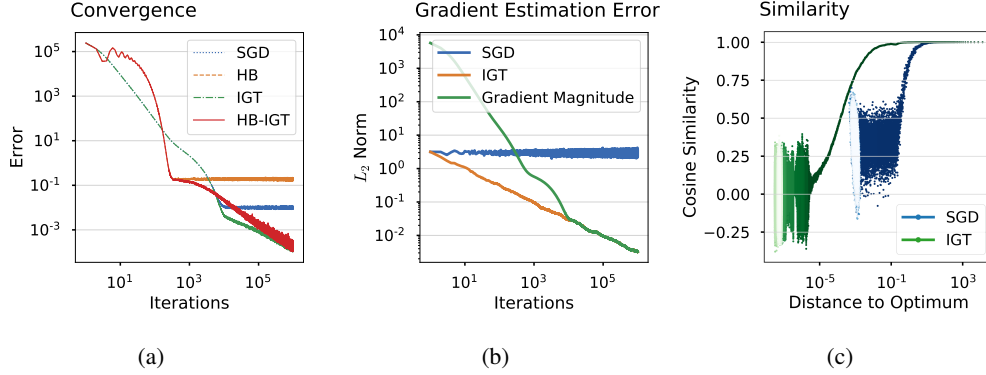 Convergence
Error
10^5
10^3
10^1
10^-1
10^-3
SGD
HB
IGT
HB-IGT
10^1
10^3
10^5
Iterations
(a)
Gradient Estimation Error
L_2 Norm
10^4
10^3
10^2
10^1
10^0
10^-1
10^-2
SGD
IGT
Gradient Magnitude
10^1
10^3
10^5
Iterations
(b)
Similarity
Cosine Similarity
1.00
0.75
0.50
0.25
0.00
−0.25
SGD
IGT
10^-5
10^-1
10^3
Distance to Optimum
(c)